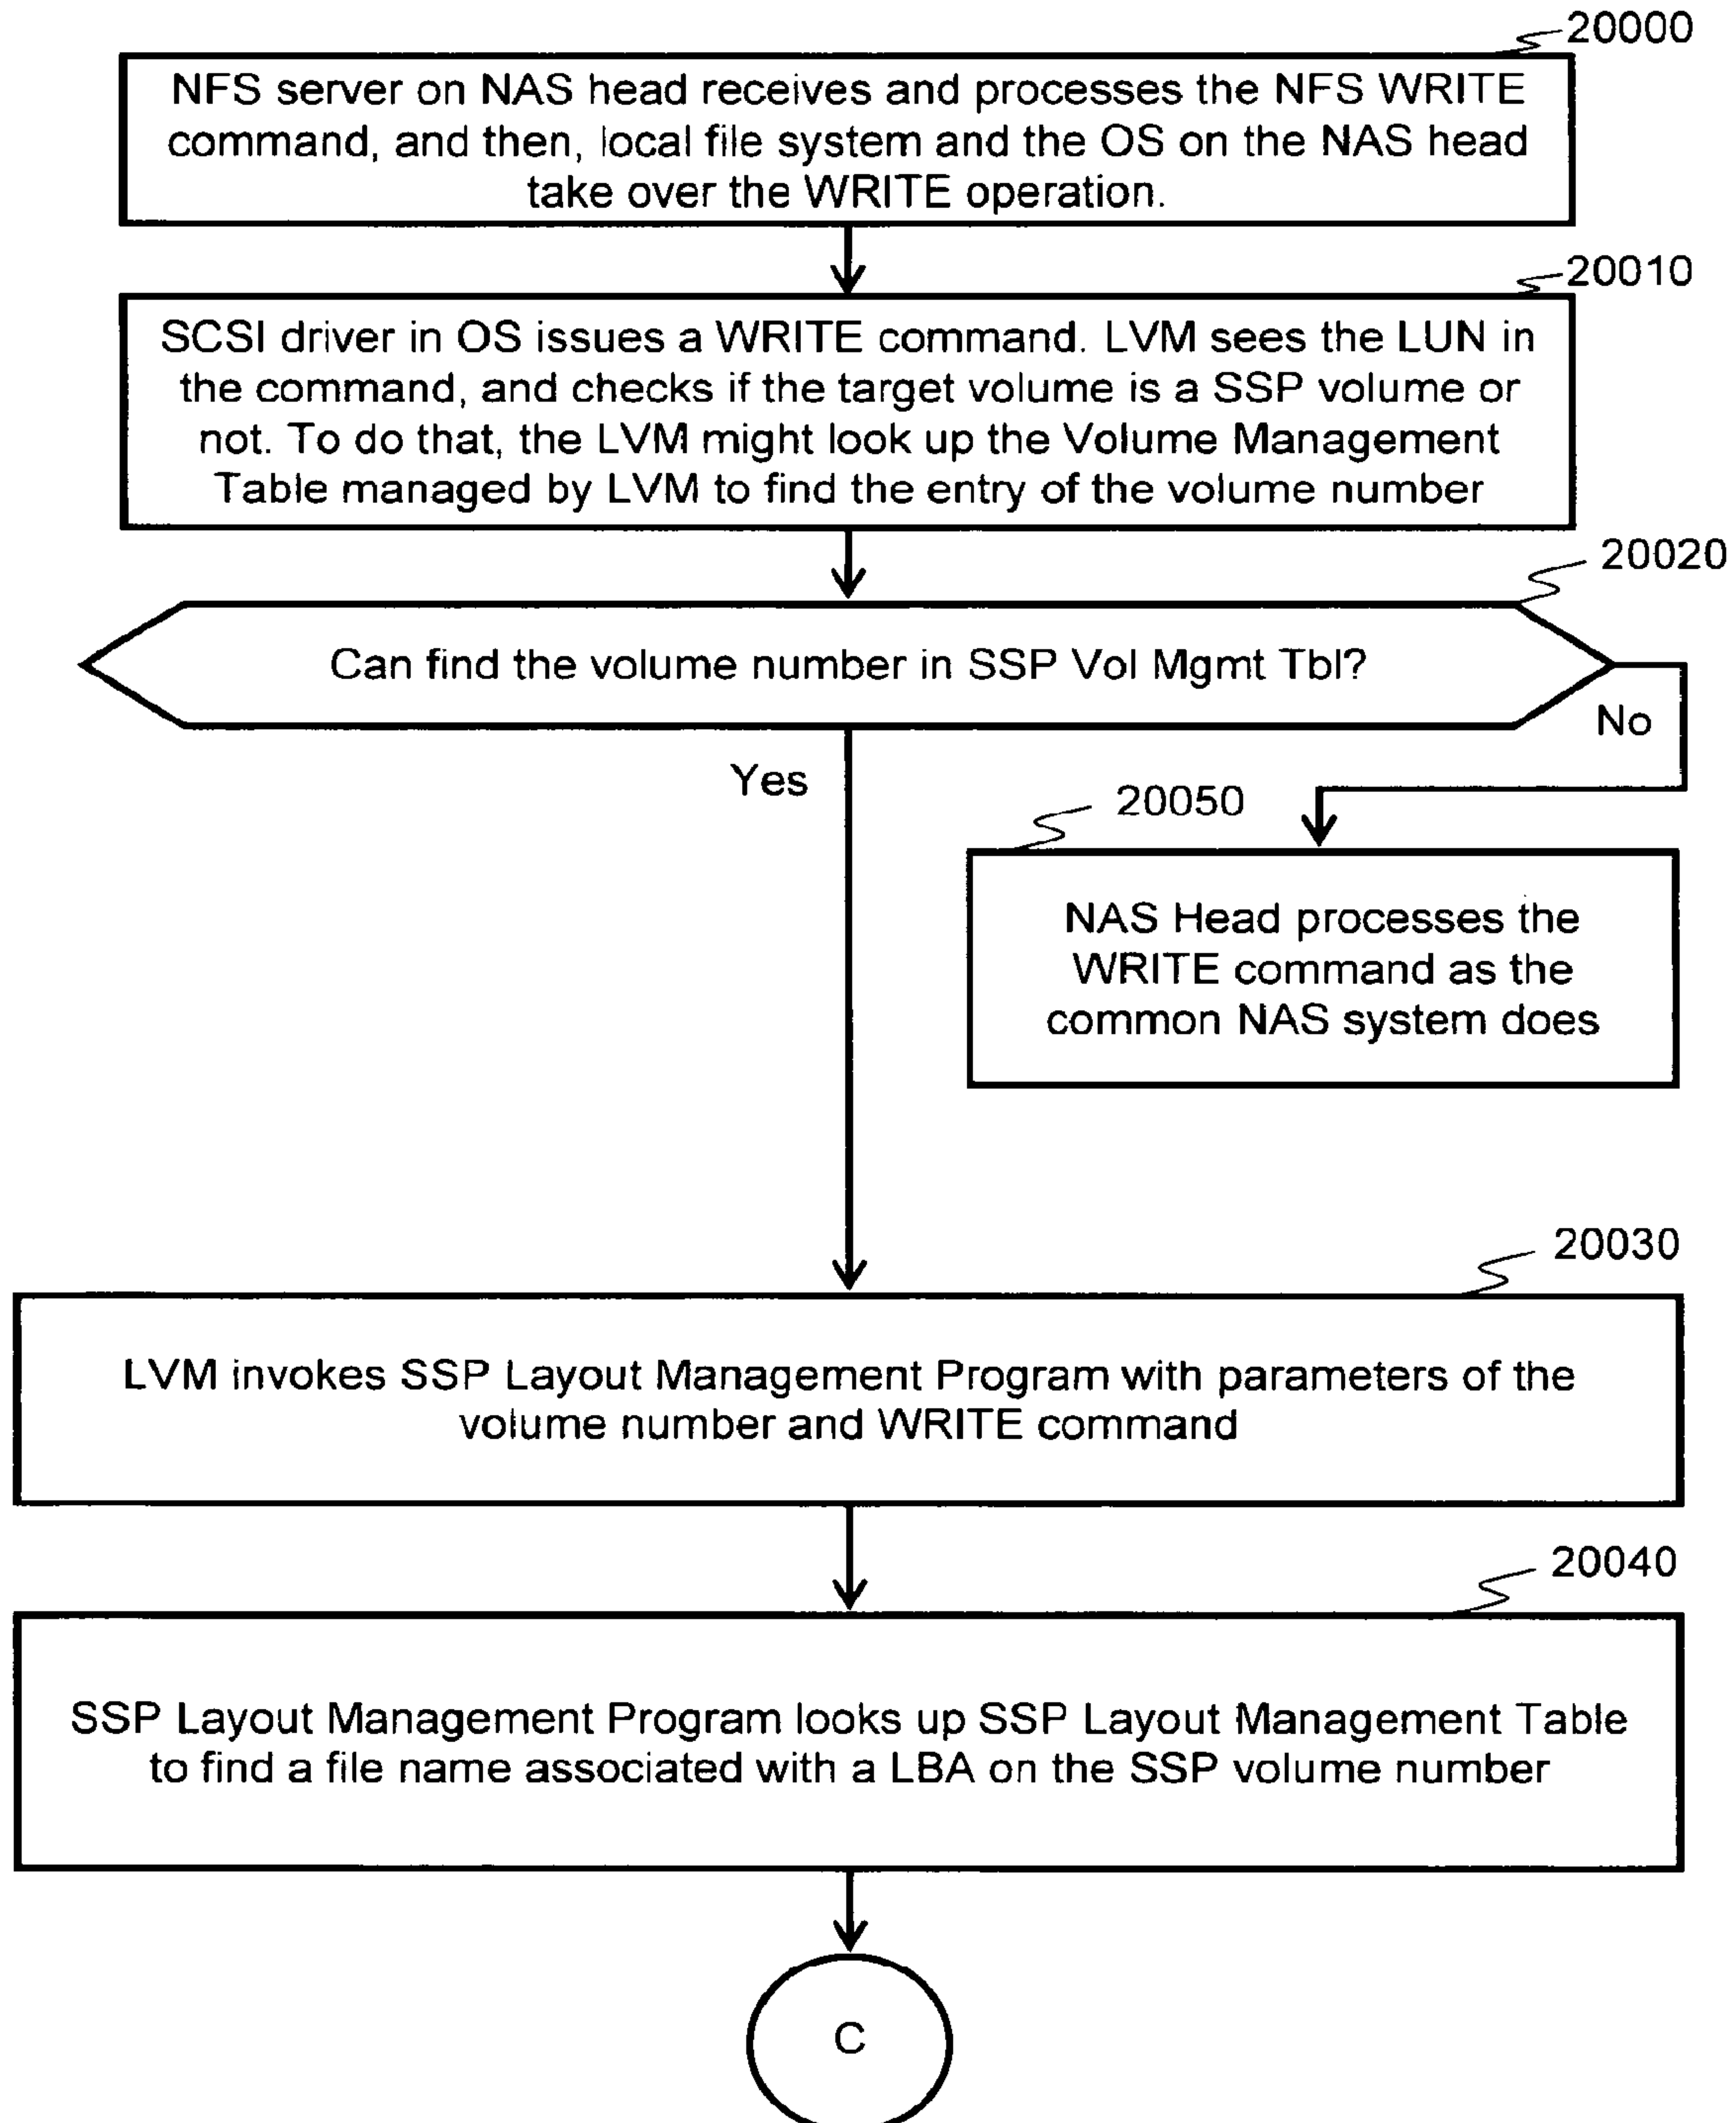 20000
NFS server on NAS head receives and processes the NFS WRITE
command, and then, local file system and the OS on the NAS head
take over the WRITE operation.
20010
SCSI driver in OS issues a WRITE command. LVM sees the LUN in
the command, and checks if the target volume is a SSP volume or
not. To do that, the LVM might look up the Volume Management
Table managed by LVM to find the entry of the volume number
20020
Can find the volume number in SSP Vol Mgmt Tbl?
No
Yes
20050
NAS Head processes the
WRITE command as the
common NAS system does
20030
LVM invokes SSP Layout Management Program with parameters of the
volume number and WRITE command
20040
SSP Layout Management Program looks up SSP Layout Management Table
to find a file name associated with a LBA on the SSP volume number
C